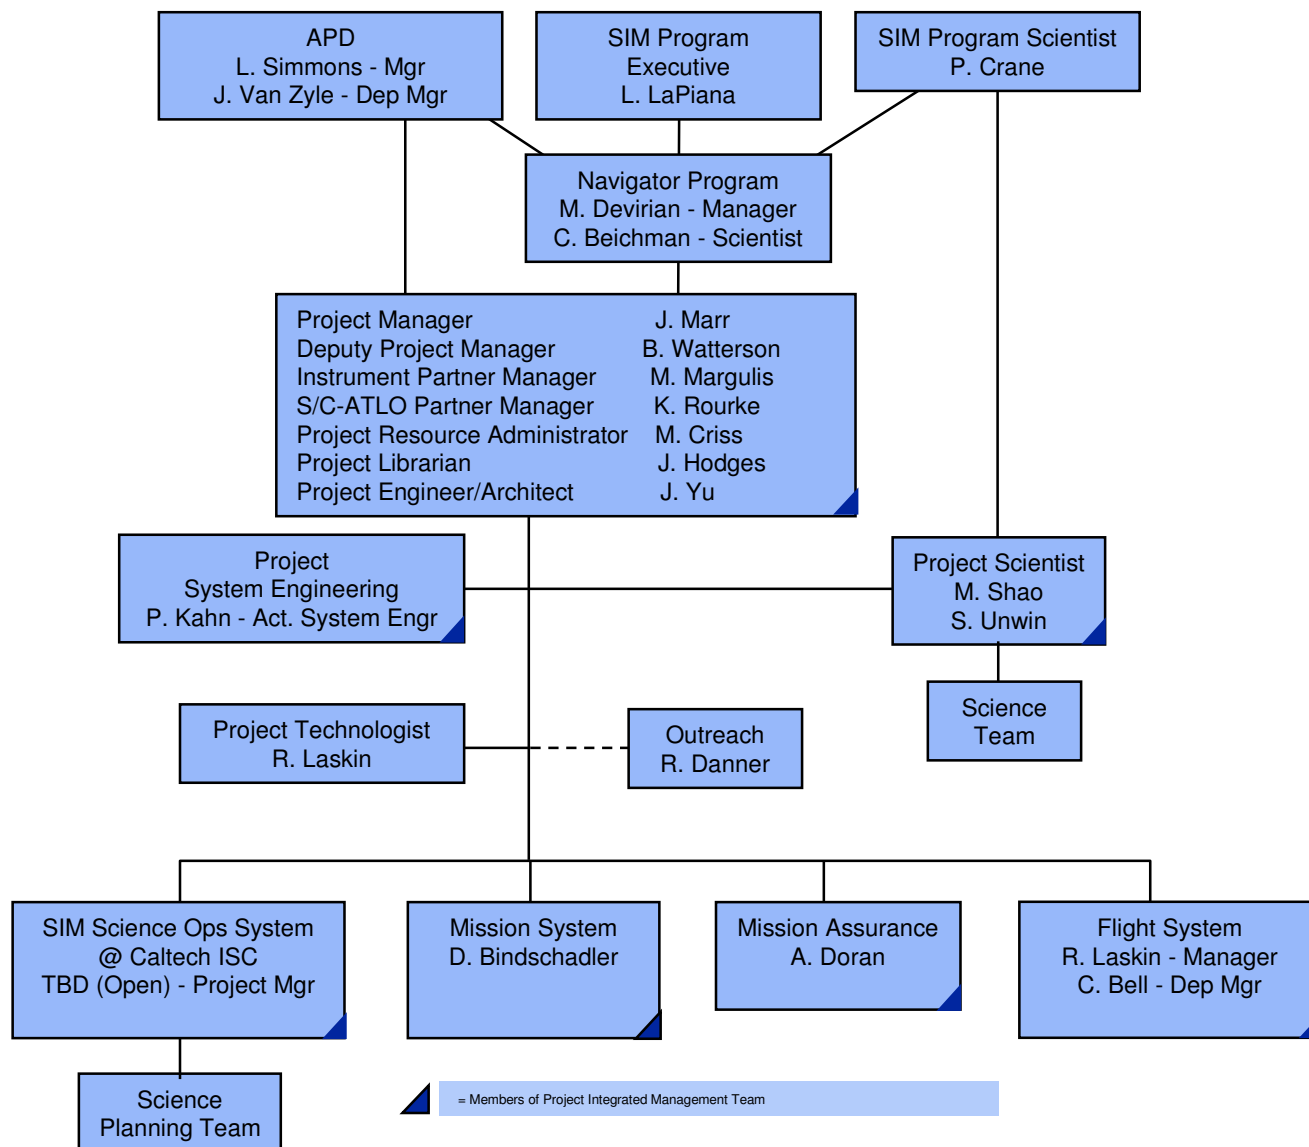 APD
L. Simmons - Mgr
J. Van Zyle - Dep Mgr
SIM Program
Executive
L. LaPiana
SIM Program Scientist
P. Crane
Navigator Program
M. Devirian - Manager
C. Beichman - Scientist
Project Manager J. Marr
Deputy Project Manager B. Watterson
Instrument Partner Manager M. Margulis
S/C-ATLO Partner Manager K. Rourke
Project Resource Administrator M. Criss
Project Librarian J. Hodges
Project Engineer/Architect J. Yu
Project
System Engineering
P. Kahn - Act. System Engr
Project Scientist
M. Shao
S. Unwin
Science
Team
Project Technologist
R. Laskin
Outreach
R. Danner
SIM Science Ops System
@ Caltech ISC
TBD (Open) - Project Mgr
Mission System
D. Bindschadler
Mission Assurance
A. Doran
Flight System
R. Laskin - Manager
C. Bell - Dep Mgr
Science
Planning Team
= Members of Project Integrated Management Team